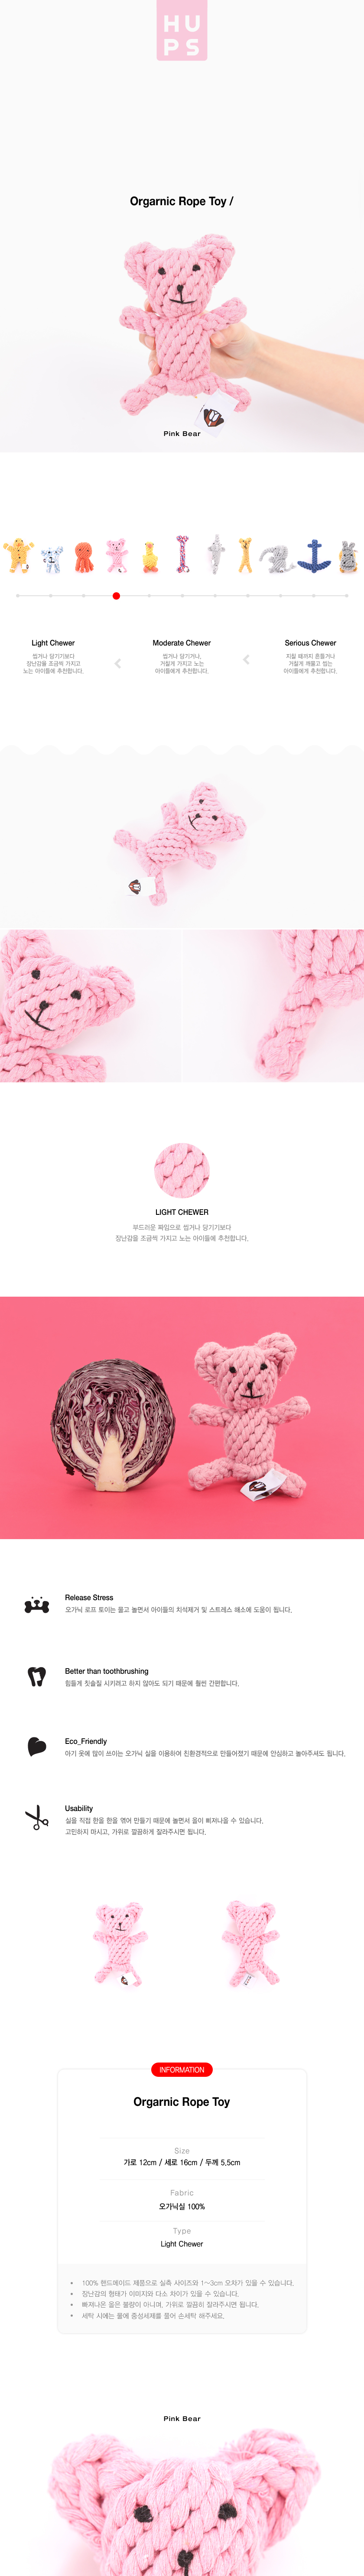 HU
PS
Orgarnic Rope Toy /
Pink Bear
Light Chewer
씹거나 당기기보다
장난감을 조금씩 가지고
노는 아이들에 추천합니다.
Moderate Chewer
씹거나 당기거나,
거칠게 가지고 노는
아이들에게 추천합니다.
Serious Chewer
지칠 때까지 흔들거나
거칠게 깨물고 씹는
아이들에게 추천합니다.
LIGHT CHEWER
부드러운 짜임으로 씹거나 당기기보다
장난감을 조금씩 가지고 노는 아이들에 추천합니다.
Release Stress
오가닉 로프 토이는 물고 놀면서 아이들의 치석제거 및 스트레스 해소에 도움이 됩니다.
Better than toothbrushing
힘들게 칫솔질 시키려고 하지 않아도 되기 때문에 훨씬 간편합니다.
Eco_Friendly
아기 옷에 많이 쓰이는 오가닉 실을 이용하여 친환경적으로 만들어졌기 때문에 안심하고 놀아주셔도 됩니다.
Usability
실을 직접 한올 한올 엮어 만들기 때문에 놀면서 올이 삐져나올 수 있습니다.
고민하지 마시고, 가위로 깔끔하게 잘라주시면 됩니다.
INFORMATION
Orgarnic Rope Toy
Size
가로 12cm / 세로 16cm / 두께 5.5cm
Fabric
오가닉실 100%
Type
Light Chewer
• 100% 핸드메이드 제품으로 실측 사이즈와 1~3cm 오차가 있을 수 있습니다.
• 장난감의 형태가 이미지와 다소 차이가 있을 수 있습니다.
• 빠져나온 올은 불량이 아니며, 가위로 깔끔히 잘라주시면 됩니다.
• 세탁 시에는 물에 중성세제를 풀어 손세탁 해주세요.
Pink Bear